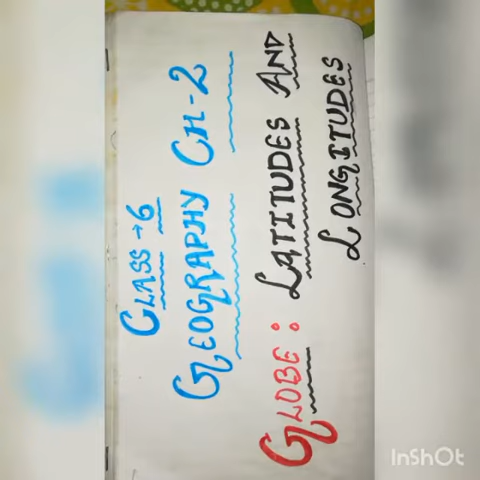 CLASS → 6
GEOGRAPHY CH-2
GLOBE: LATITUDES AND
LONGITUDES
InShOt